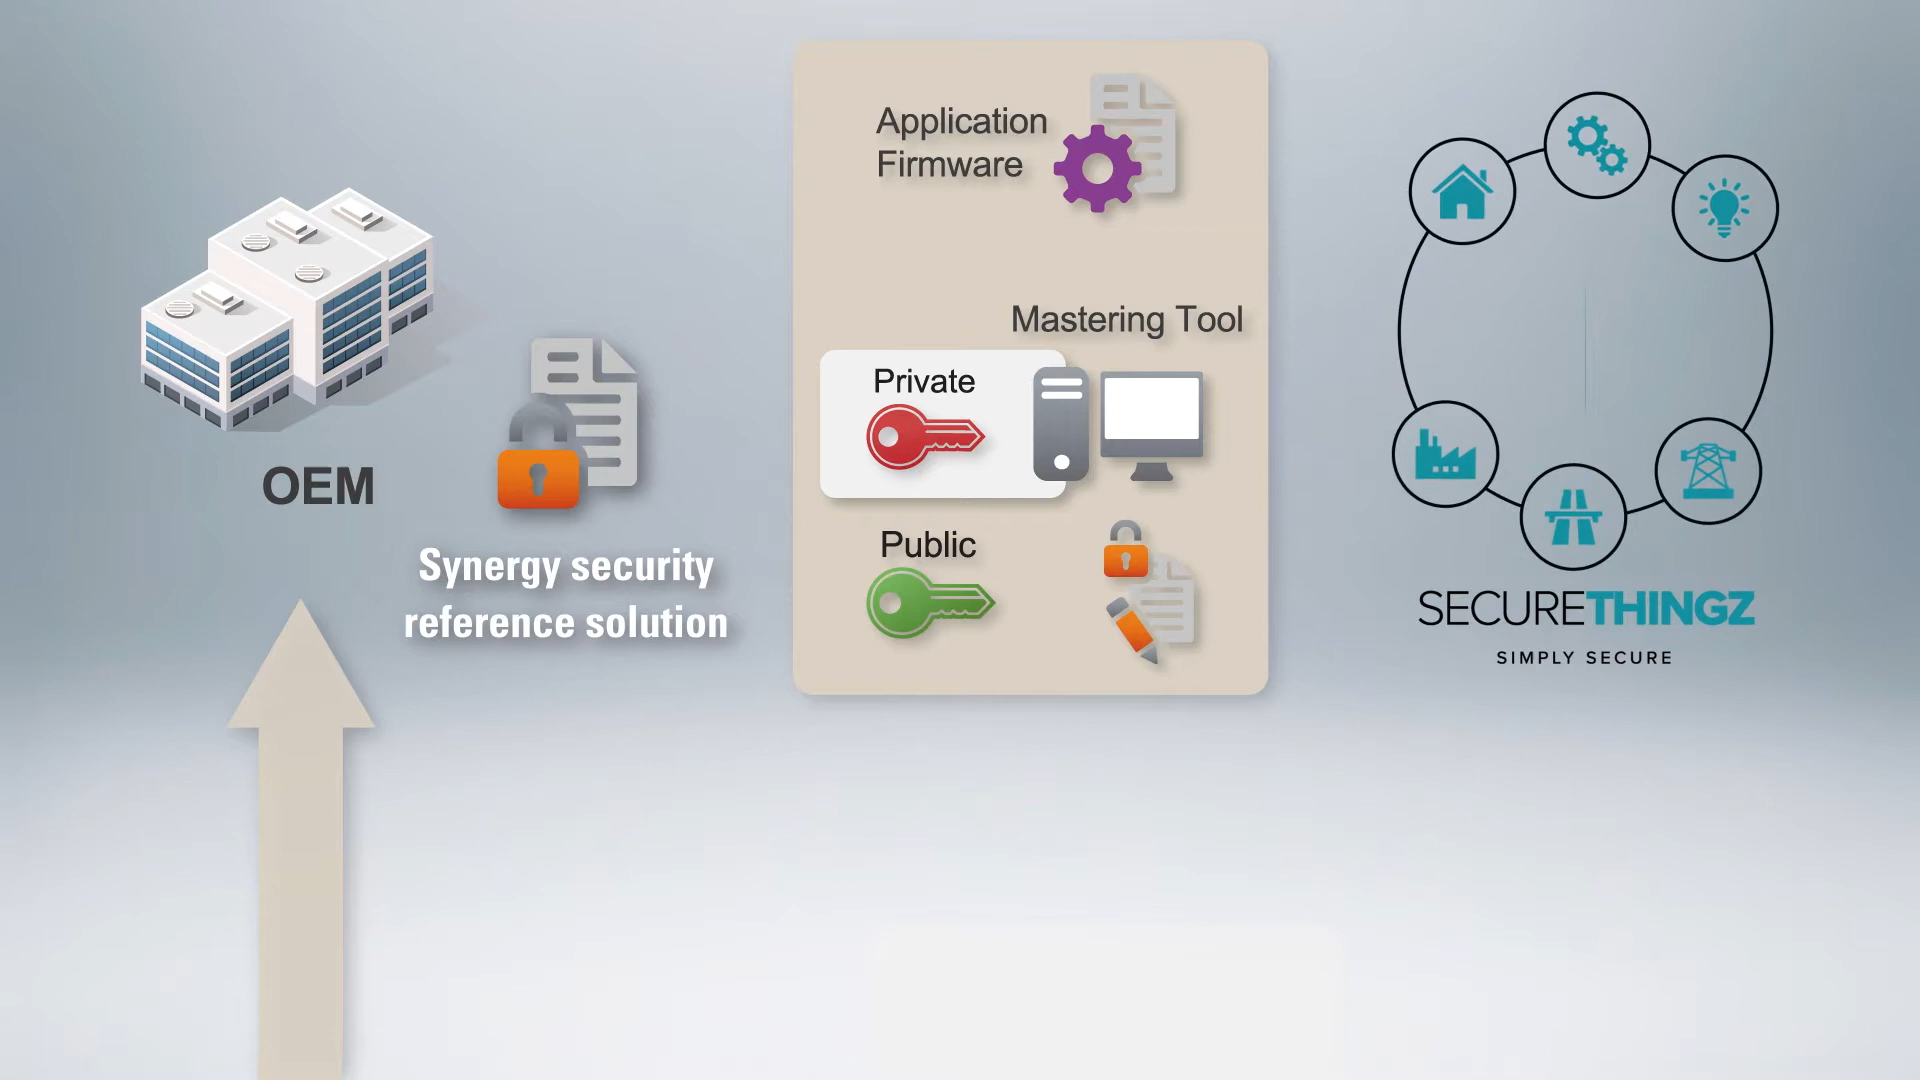 OEM
Synergy security
reference solution
Application
Firmware
Mastering Tool
Private
Public
SECURETHINGZ
SIMPLY SECURE